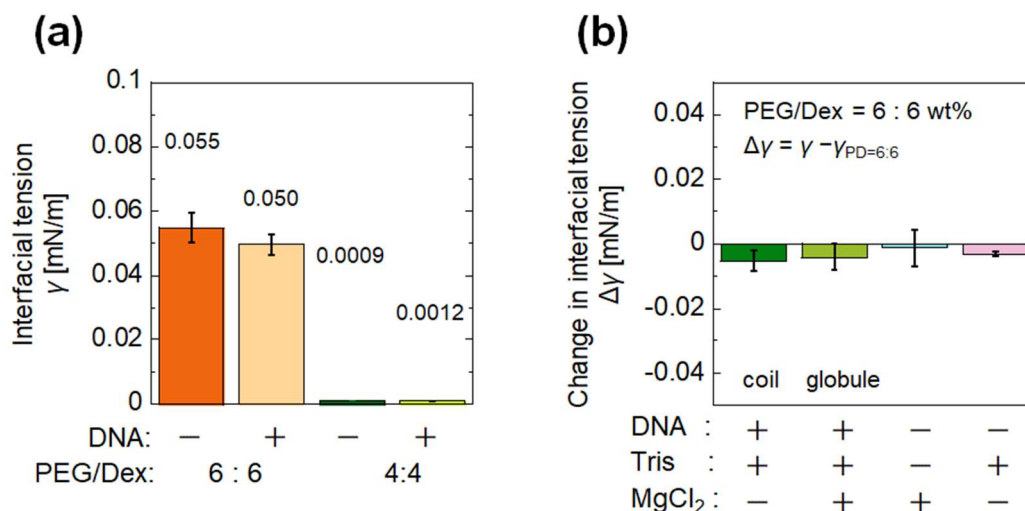 (a)
Interfacial tension
γ [mN/m]
0.1
0.08
0.06
0.04
0.02
0
0.055
0.050
0.0009
0.0012
DNA: − + − +
PEG/Dex: 6 : 6 4:4
(b)
Change in interfacial tension
Δγ [mN/m]
0.04
0.02
0
-0.02
-0.04
PEG/Dex = 6 : 6 wt%
Δγ = γ −γPD=6:6
coil globule
DNA : + + − −
Tris : + + − +
MgCl₂ : − + + −